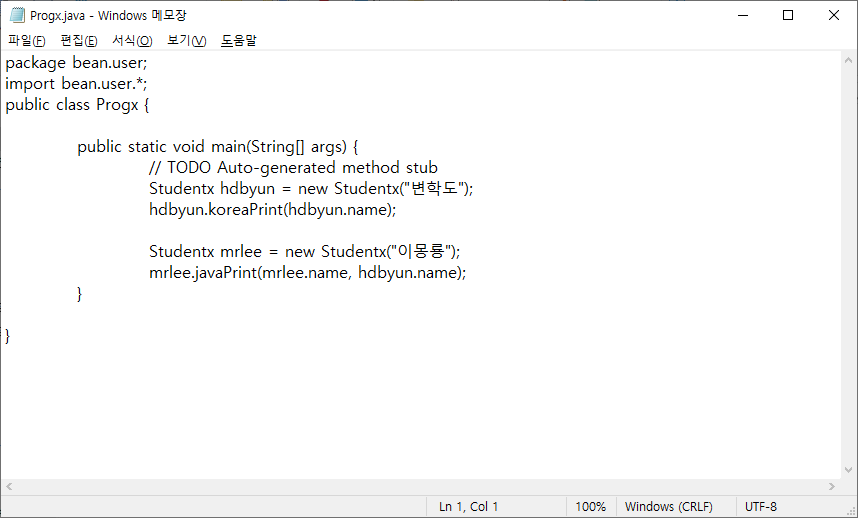 Progx.java - Windows 메모장
파일(F) 편집(E) 서식(O) 보기(V) 도움말
package bean.user;
import bean.user.*;
public class Progx {
public static void main(String[] args) {
// TODO Auto-generated method stub
Studentx hdbyun = new Studentx("변학도");
hdbyun.koreaPrint(hdbyun.name);
Studentx mrlee = new Studentx("이몽룡");
mrlee.javaPrint(mrlee.name, hdbyun.name);
}
}
Ln 1, Col 1 100% Windows (CRLF) UTF-8